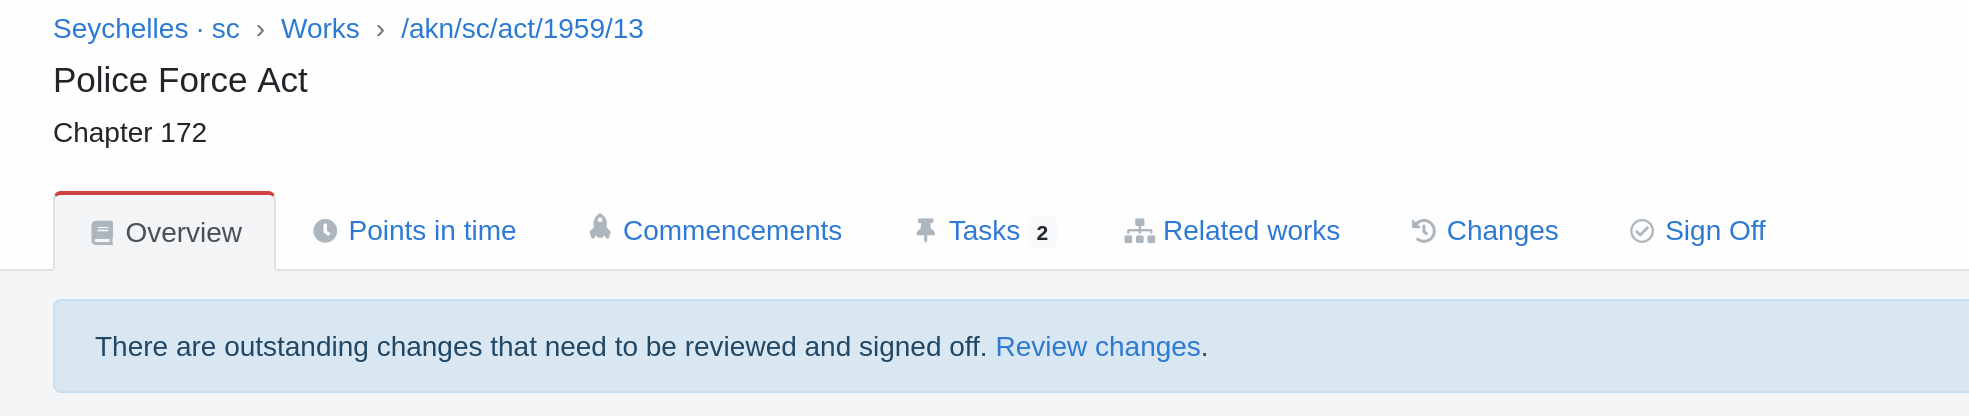 Seychelles · sc › Works › /akn/sc/act/1959/13
Police Force Act
Chapter 172
Overview Points in time Commencements Tasks 2 Related works Changes Sign Off
There are outstanding changes that need to be reviewed and signed off. Review changes.